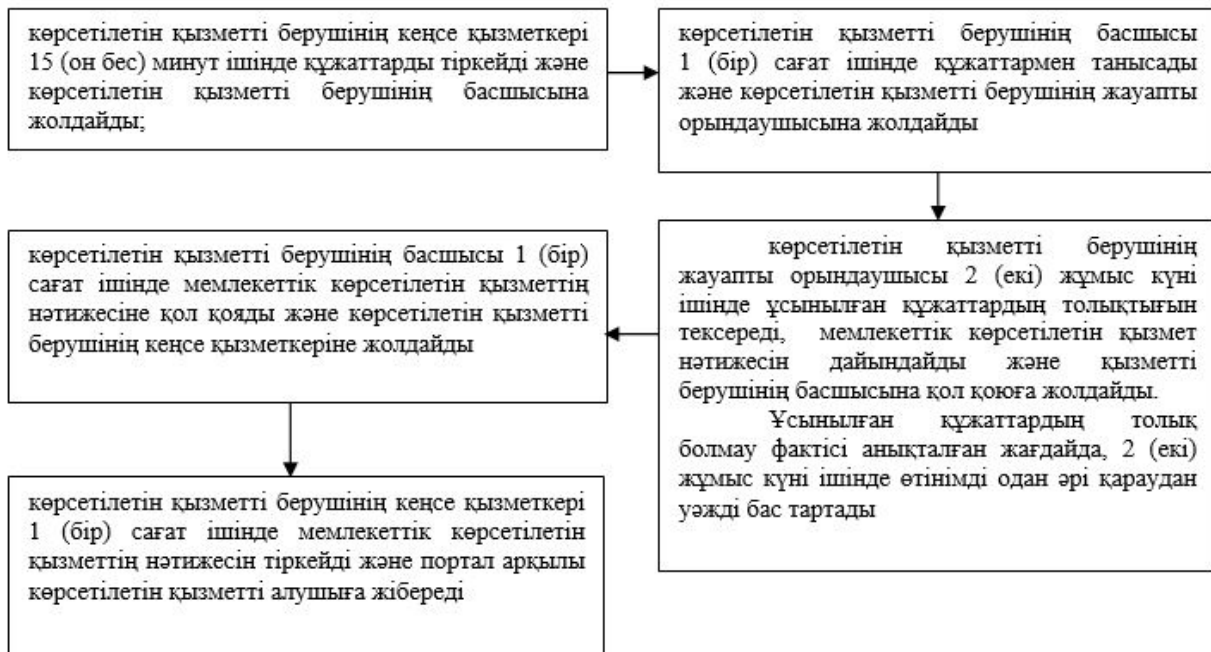 көрсетілетін қызметті берушінің кеңсе қызметкері
15 (он бес) минут ішінде құжаттарды тіркейді және
көрсетілетін қызметті берушінің басшысына
жолдайды;
көрсетілетін қызметті берушінің басшысы
1 (бір) сағат ішінде құжаттармен танысады
және көрсетілетін қызметті берушінің жауапты
орындаушысына жолдайды
көрсетілетін қызметті берушінің
жауапты орындаушысы 2 (екі) жұмыс күні
ішінде ұсынылған құжаттардың толықтығын
тексереді, мемлекеттік көрсетілетін қызмет
нәтижесін дайындайды және қызметті
берушінің басшысына қол қоюға жолдайды.
Ұсынылған құжаттардың толық
болмау фактісі анықталған жағдайда, 2 (екі)
жұмыс күні ішінде өтінімді одан әрі қараудан
уәжді бас тартады
көрсетілетін қызметті берушінің басшысы 1 (бір)
сағат ішінде мемлекеттік көрсетілетін қызметтің
нәтижесіне қол қояды және көрсетілетін қызметті
берушінің кеңсе қызметкеріне жолдайды
көрсетілетін қызметті берушінің кеңсе қызметкері
1 (бір) сағат ішінде мемлекеттік көрсетілетін
қызметтің нәтижесін тіркейді және портал арқылы
көрсетілетін қызметті алушыға жібереді